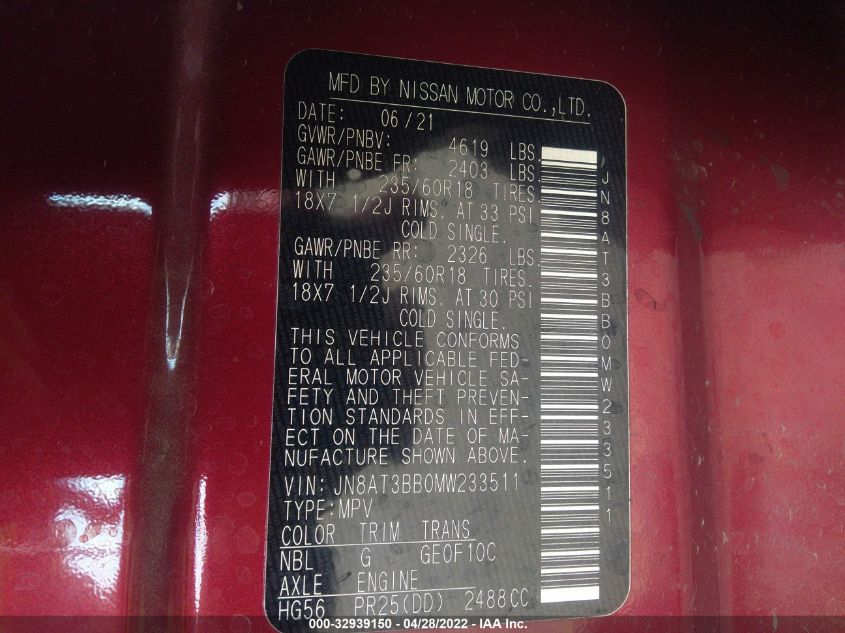 MFD BY NISSAN MOTOR CO.,LTD.
DATE: 06/21
GVWR/PNBV: 4619 LBS.
GAWR/PNBE FR: 2403 LBS
WITH 235/60R18 TIRES.
18X7 1/2J RIMS. AT 33 PSI
COLD SINGLE.
GAWR/PNBE RR: 2326 LBS
WITH 235/60R18 TIRES.
18X7 1/2J RIMS. AT 30 PSI
COLD SINGLE.
THIS VEHICLE CONFORMS
TO ALL APPLICABLE FED-
ERAL MOTOR VEHICLE SA-
FETY AND THEFT PREVEN-
TION STANDARDS IN EFF-
ECT ON THE DATE OF MA-
NUFACTURE SHOWN ABOVE.
VIN: JN8AT3BB0MW233511
TYPE:MPV
COLOR TRIM TRANS
NBL G GE0F10C
AXLE ENGINE
HG56 PR25(DD) 2488CC
JN8AT3BB0MW233511
000-32939150 - 04/28/2022 - IAA Inc.